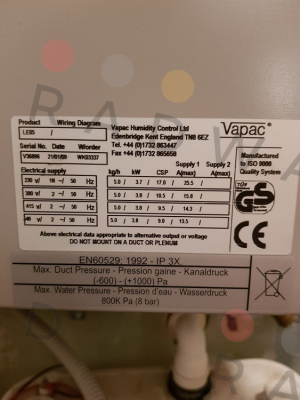 Product Wiring Diagram
LE05 /
Serial No. Date Worder
V36896 21/01/09 WK03337
Vapac Humidity Control Ltd
Edenbridge Kent England TN8 6EZ
Tel. +44 (0)1732 863447
Fax +44 (0)1732 865658
Vapac®
Manufactured
to ISO 9000
Quality System
Electrical supply kg/h kW CSP Supply 1 A(max) Supply 2 A(max)
230 v/ 1N ~/ 50 Hz 5.0 / 3.7 / 17.0 / 25.5 /
380 v/ 2 ~/ 50 Hz 5.0 / 3.8 / 10.5 / 15.8 /
415 v/ 2 ~/ 50 Hz 5.0 / 3.8 / 9.5 / 14.3 /
2 ~/ 50 Hz 5.0 / 3.8 / 9.0 / 13.5 /
TÜV
GS
CE
Above electrical data appropriate to alternative output or voltage
DO NOT MOUNT ON A DUCT OR PLENUM
EN60529: 1992 - IP 3X
Max. Duct Pressure - Pression gaine - Kanaldruck
(-600) - (+1000) Pa
Max. Water Pressure - Pression d'eau - Wasserdruck
800K Pa (8 bar)